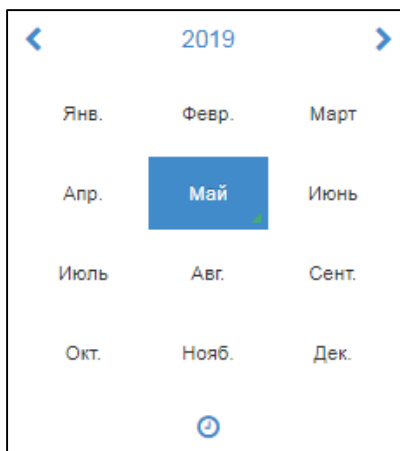 2019
Янв. Февр. Март
Апр. Май Июнь
Июль Авг. Сент.
Окт. Нояб. Дек.